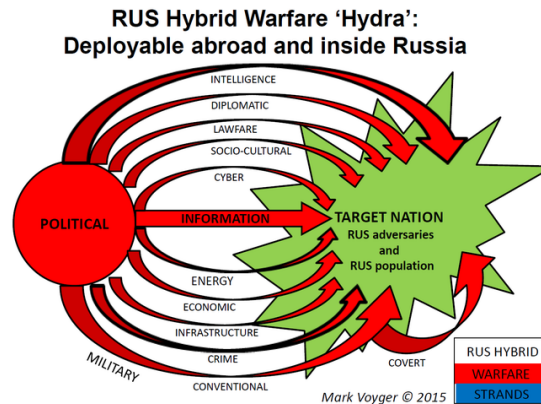 RUS Hybrid Warfare ‘Hydra’:
Deployable abroad and inside Russia
INTELLIGENCE
DIPLOMATIC
LAWFARE
SOCIO-CULTURAL
CYBER
POLITICAL
INFORMATION
TARGET NATION
RUS adversaries
and
RUS population
ENERGY
ECONOMIC
INFRASTRUCTURE
CRIME
MILITARY
CONVENTIONAL
COVERT
RUS HYBRID
WARFARE
STRANDS
Mark Voyger © 2015